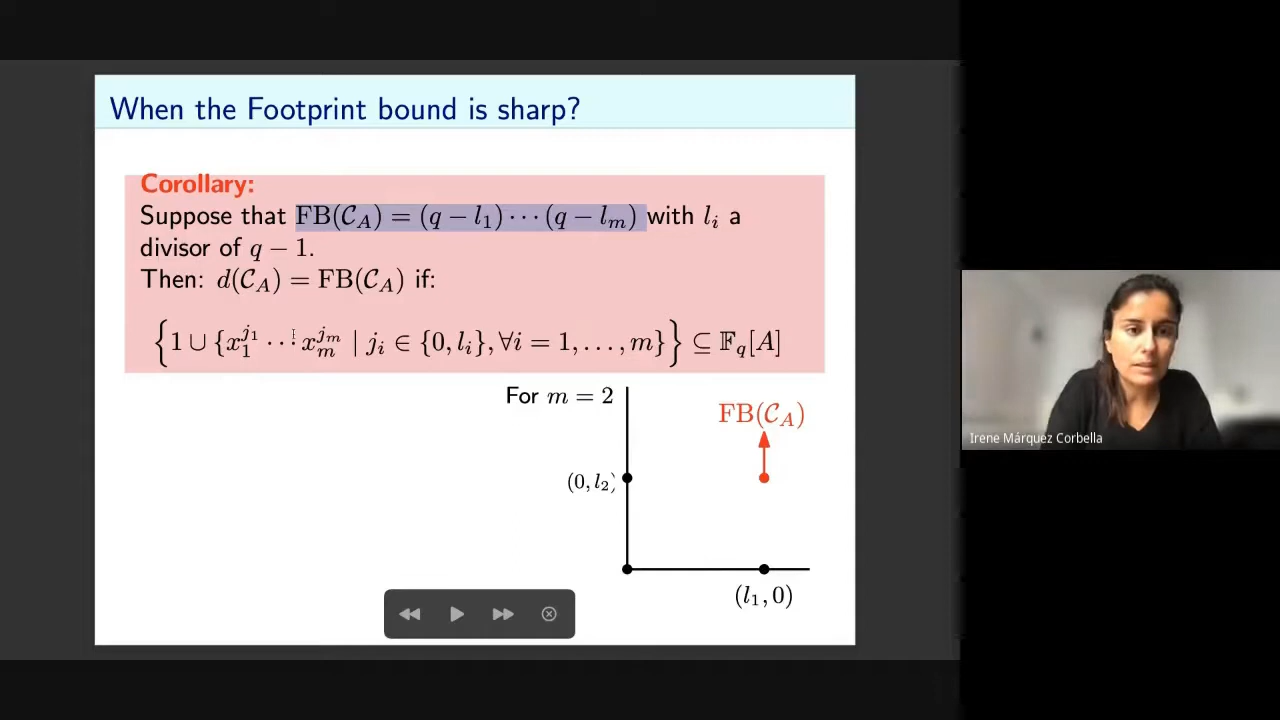 When the Footprint bound is sharp?
Corollary:
Suppose that FB(𝒞_A) = (q − l_1) ⋯ (q − l_m) with l_i a
divisor of q − 1.
Then: d(𝒞_A) = FB(𝒞_A) if:
{1 ∪ {x_1^{j_1} ⋯ x_m^{j_m} | j_i ∈ {0, l_i}, ∀i = 1, …, m}} ⊆ 𝔽_q[A]
For m = 2
FB(𝒞_A)
(0, l_2)
(l_1, 0)
Irene Márquez Corbella